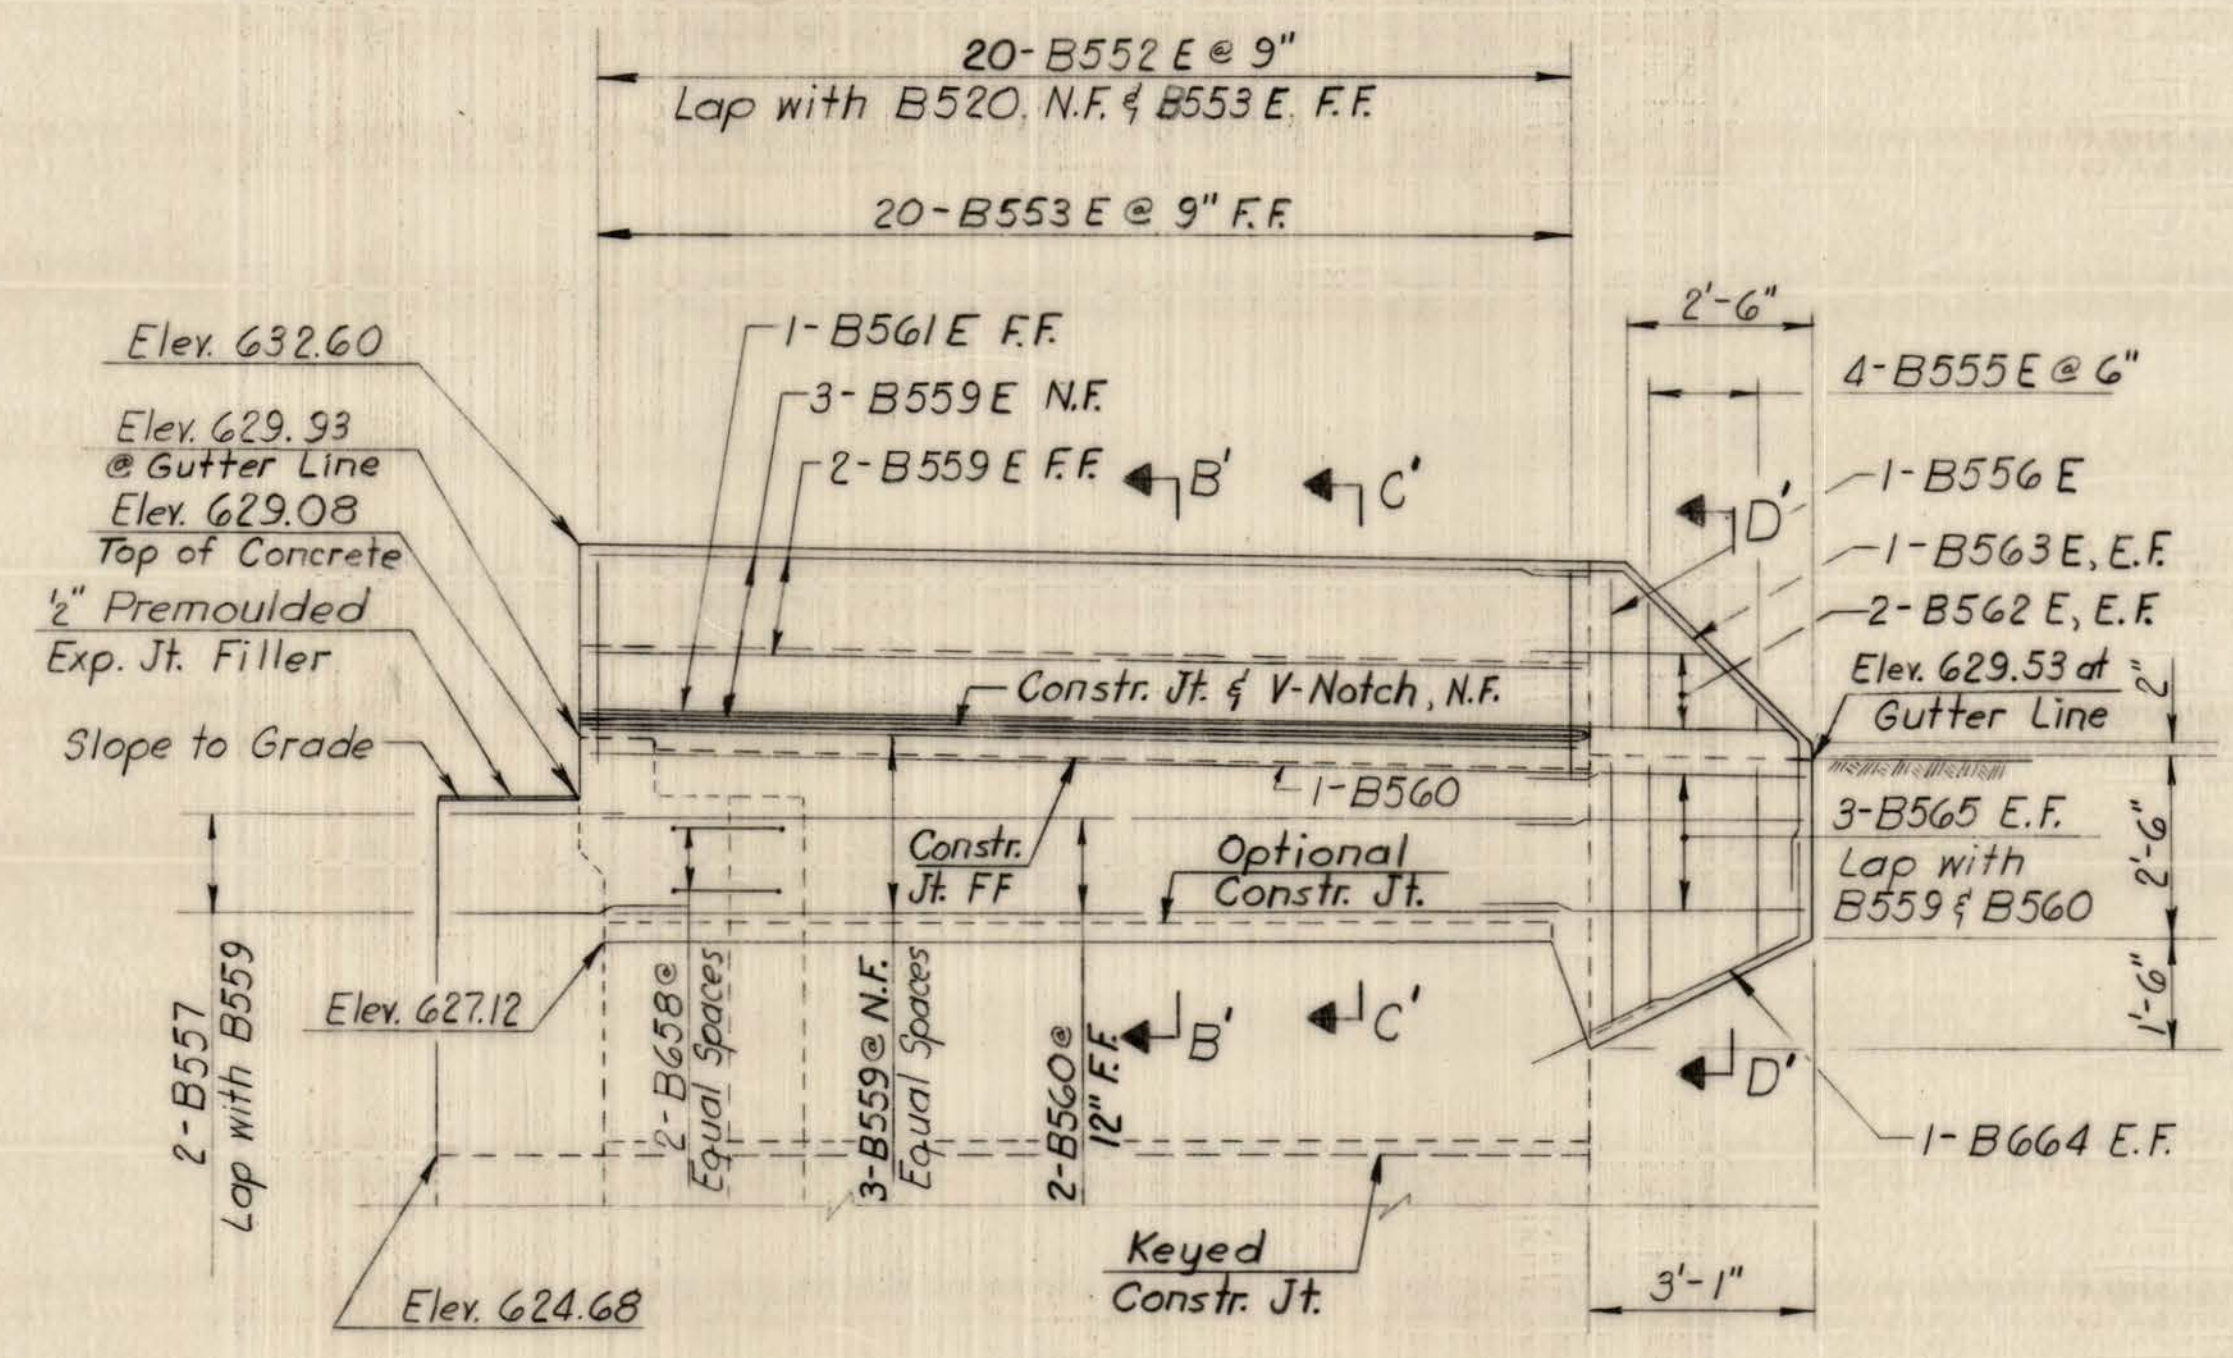 20-B552 E @ 9"
Lap with B520, N.F. & B553 E, F.F.
20-B553 E @ 9" F.F.
2'-6"
1-B561 E F.F.
3-B559 E N.F.
2-B559 E F.F.
Elev. 632.60
Elev. 629.93
@ Gutter Line
Elev. 629.08
Top of Concrete
½" Premoulded
Exp. Jt. Filler
Slope to Grade
B'
C'
D'
4-B555 E @ 6"
1-B556 E
1-B563 E, E.F.
2-B562 E, E.F.
Elev. 629.53 at
Gutter Line
2"
Constr. Jt. & V-Notch, N.F.
1-B560
Constr.
Jt. FF
Optional
Constr. Jt.
3-B565 E.F.
Lap with
B559 & B560
2'-6"
1'-6"
2-B557
Lap with B559
Elev. 627.12
2-B658@
Equal Spaces
3-B559@ N.F.
Equal Spaces
2-B560@
12" F.F.
B'
C'
D'
1-B664 E.F.
Keyed
Constr. Jt.
3'-1"
Elev. 624.68